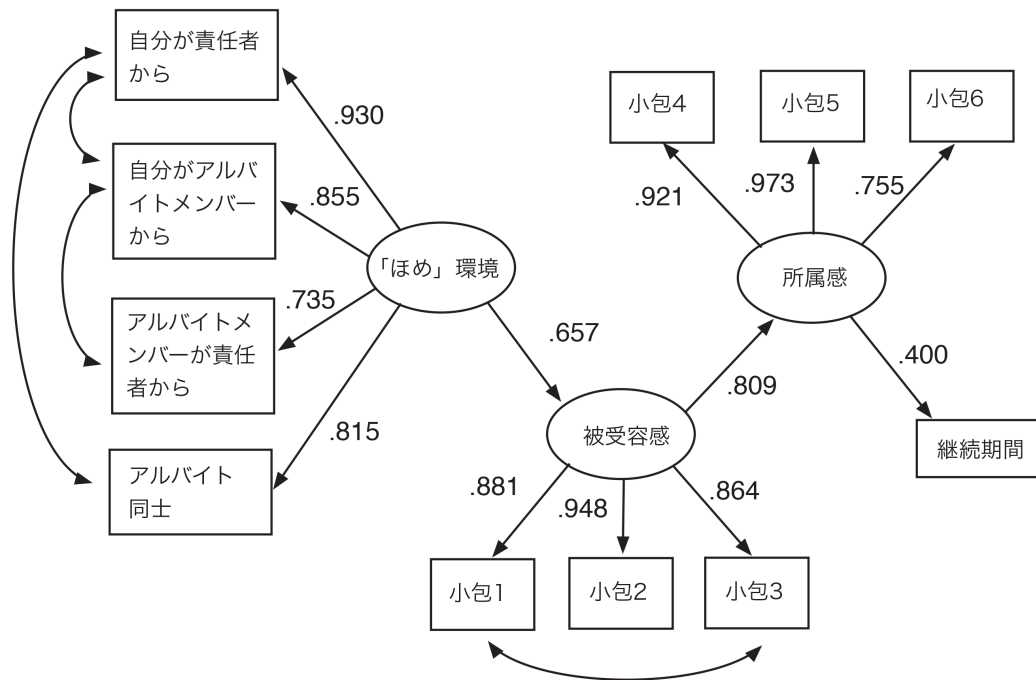 自分が責任者
から
自分がアルバ
イトメンバー
から
アルバイトメ
ンバーが責任
者から
アルバイト
同士
.930
.855
.735
.815
「ほめ」環境
.657
被受容感
.881
.948
.864
小包1
小包2
小包3
.809
所属感
.921
.973
.755
小包4
小包5
小包6
.400
継続期間